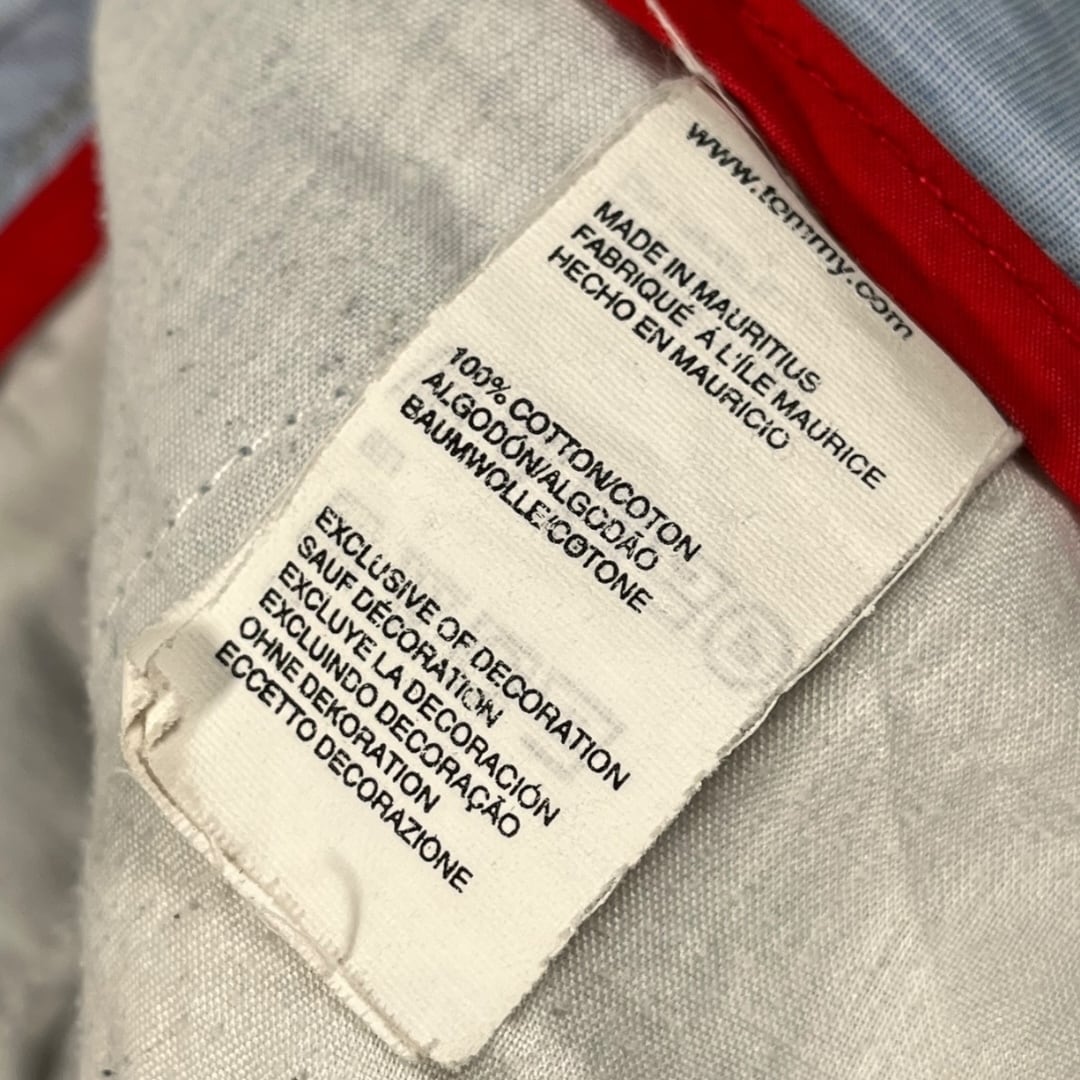 www.tommy.com
MADE IN MAURITIUS
FABRIQUÉ Á L'ÎLE MAURICE
HECHO EN MAURICIO
100% COTTON/COTON
ALGODÓN/ALGODÃO
BAUMWOLLE/COTONE
EXCLUSIVE OF DECORATION
SAUF DÉCORATION
EXCLUYE LA DECORACIÓN
EXCLUINDO DECORAÇÃO
OHNE DEKORATION
ECCETTO DECORAZIONE